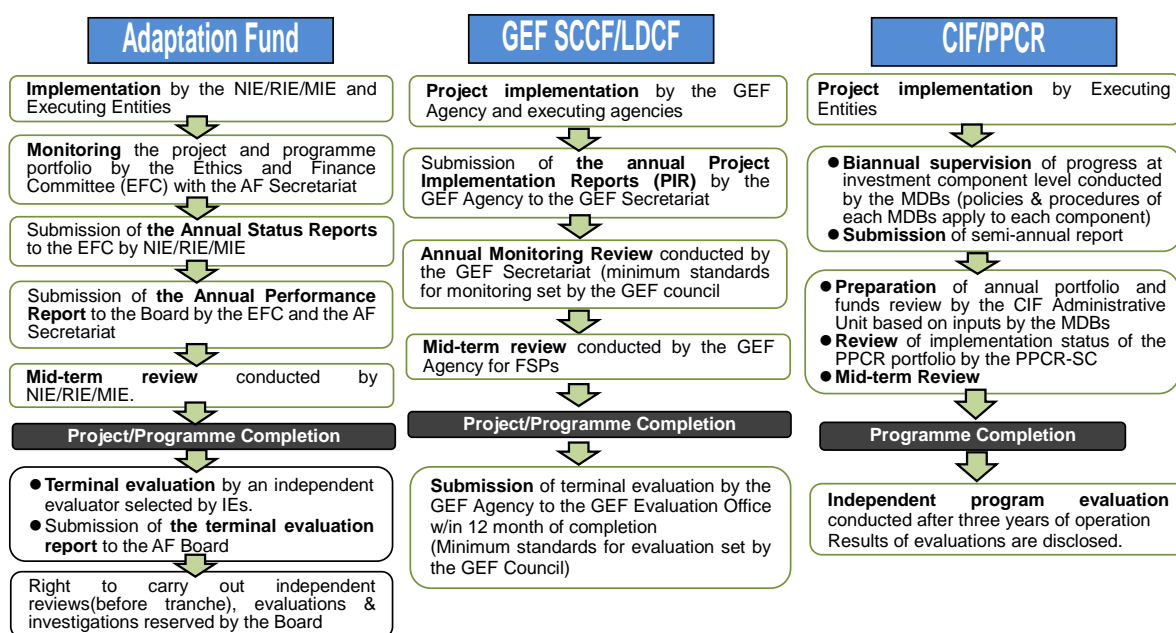 Adaptation Fund
Implementation by the NIE/RIE/MIE and
Executing Entities
Monitoring the project and programme
portfolio by the Ethics and Finance
Committee (EFC) with the AF Secretariat
Submission of the Annual Status Reports
to the EFC by NIE/RIE/MIE
Submission of the Annual Performance
Report to the Board by the EFC and the AF
Secretariat
Mid-term review conducted by
NIE/RIE/MIE.
Project/Programme Completion
● Terminal evaluation by an independent
evaluator selected by IEs.
● Submission of the terminal evaluation
report to the AF Board
Right to carry out independent
reviews(before tranche), evaluations &
investigations reserved by the Board
GEF SCCF/LDCF
Project implementation by the GEF
Agency and executing agencies
Submission of the annual Project
Implementation Reports (PIR) by the
GEF Agency to the GEF Secretariat
Annual Monitoring Review conducted by
the GEF Secretariat (minimum standards
for monitoring set by the GEF council
Mid-term review conducted by the GEF
Agency for FSPs
Project/Programme Completion
Submission of terminal evaluation by the
GEF Agency to the GEF Evaluation Office
w/in 12 month of completion
(Minimum standards for evaluation set by
the GEF Council)
CIF/PPCR
Project implementation by Executing
Entities
● Biannual supervision of progress at
investment component level conducted
by the MDBs (policies & procedures
of each MDBs apply to each component)
● Submission of semi-annual report
● Preparation of annual portfolio and
funds review by the CIF Administrative
Unit based on inputs by the MDBs
● Review of implementation status of the
PPCR portfolio by the PPCR-SC
● Mid-term Review
Programme Completion
Independent program evaluation
conducted after three years of operation
Results of evaluations are disclosed.